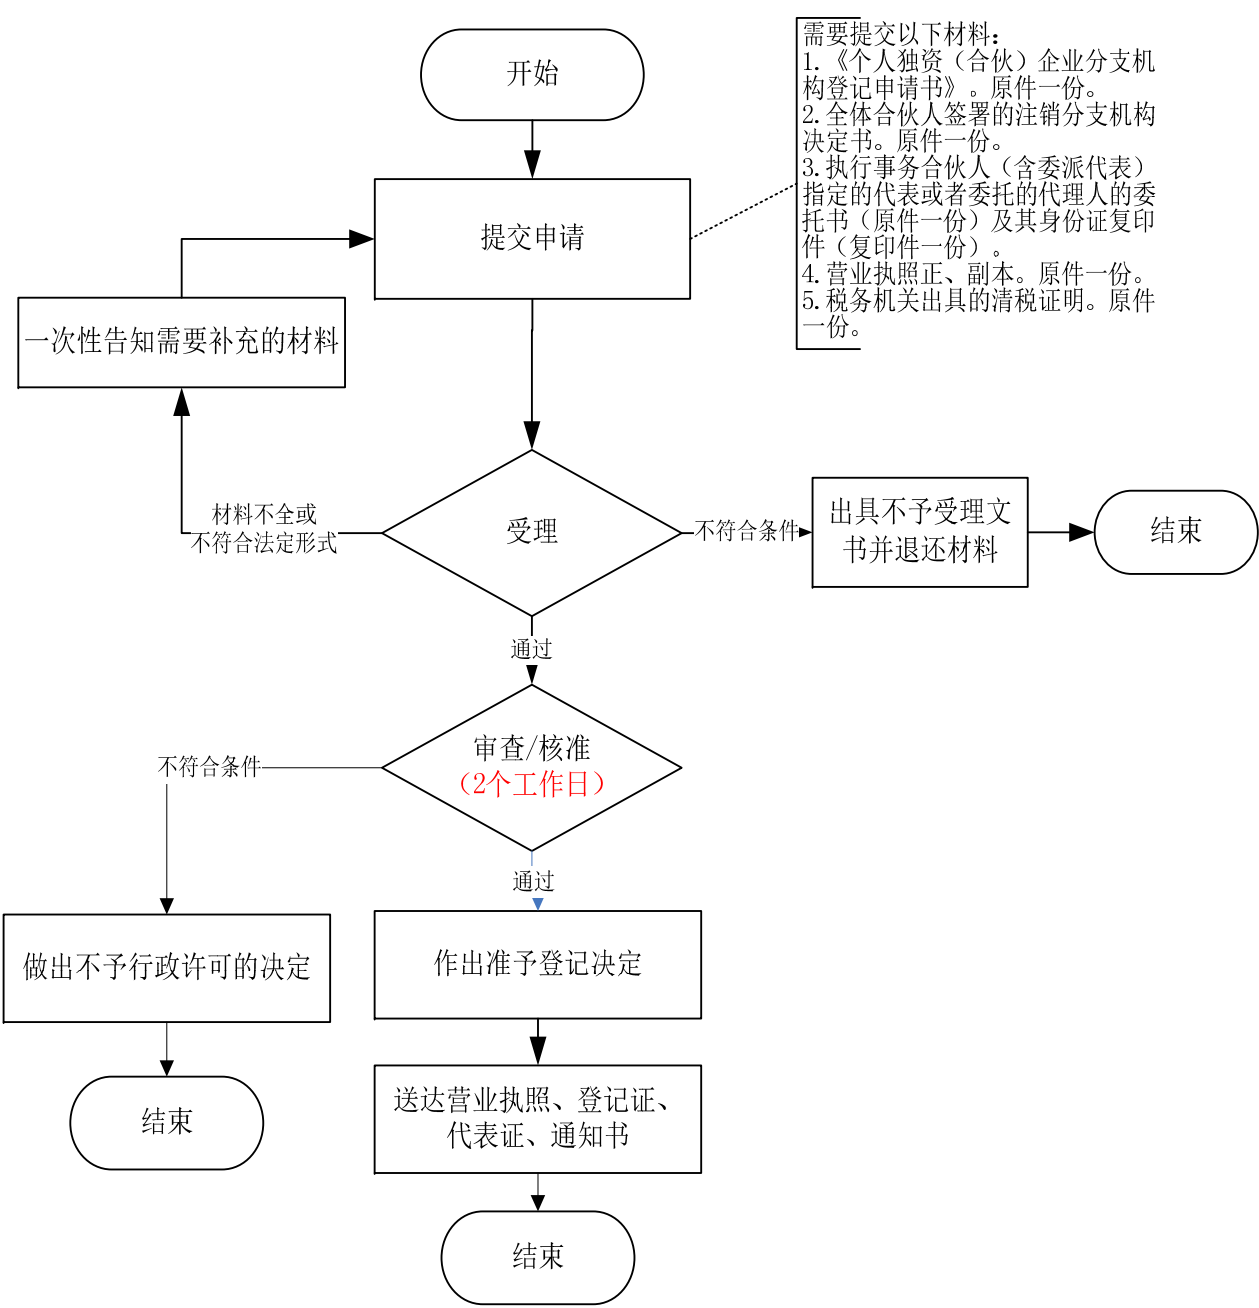 开始
需要提交以下材料：
1.《个人独资（合伙）企业分支机
构登记申请书》。原件一份。
2.全体合伙人签署的注销分支机构
决定书。原件一份。
3.执行事务合伙人（含委派代表）
指定的代表或者委托的代理人的委
托书（原件一份）及其身份证复印
件（复印件一份）。
4.营业执照正、副本。原件一份。
5.税务机关出具的清税证明。原件
一份。
提交申请
一次性告知需要补充的材料
材料不全或
不符合法定形式
受理
不符合条件
出具不予受理文
书并退还材料
结束
通过
审查/核准
（2个工作日）
不符合条件
通过
做出不予行政许可的决定
作出准予登记决定
结束
送达营业执照、登记证、
代表证、通知书
结束